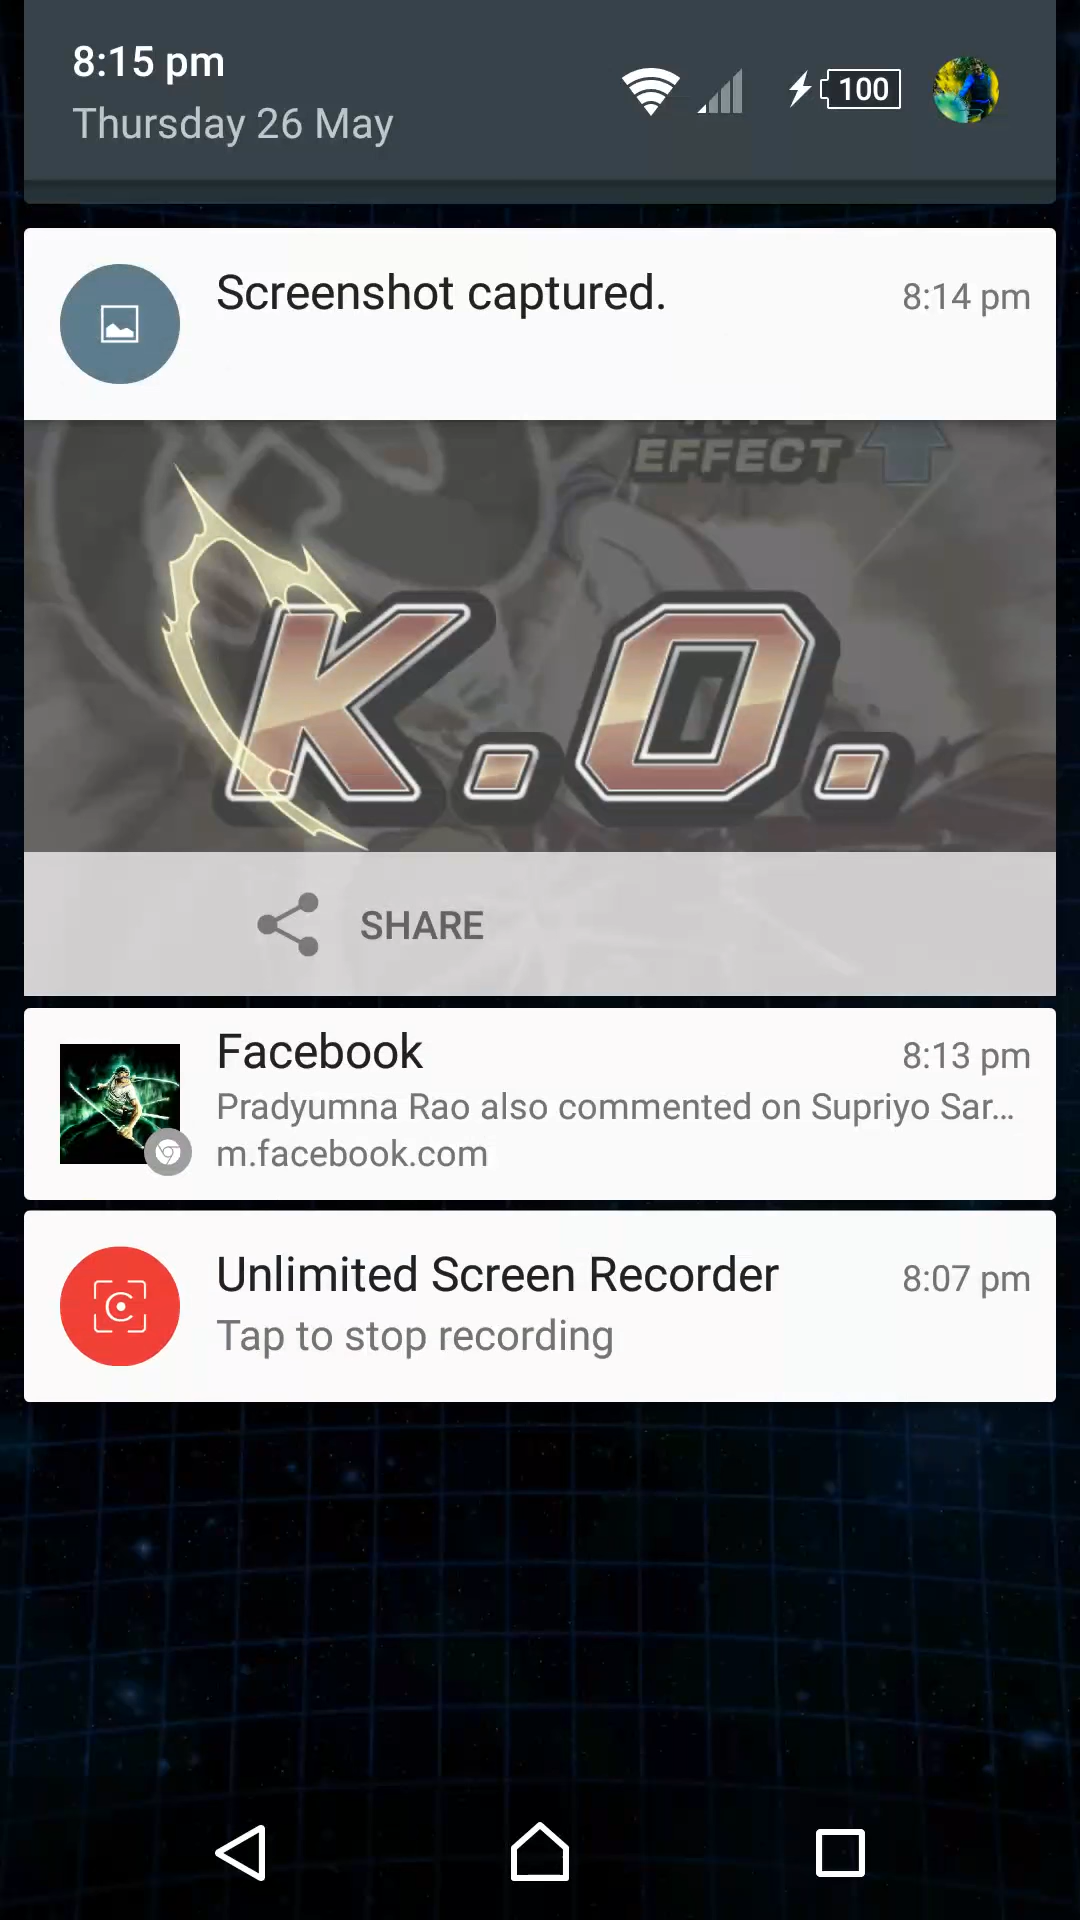 8:15 pm
100
Thursday 26 May
Screenshot captured.
8:14 pm
EFFECT
K.O.
SHARE
Facebook
8:13 pm
Pradyumna Rao also commented on Supriyo Sar...
m.facebook.com
Unlimited Screen Recorder
8:07 pm
Tap to stop recording